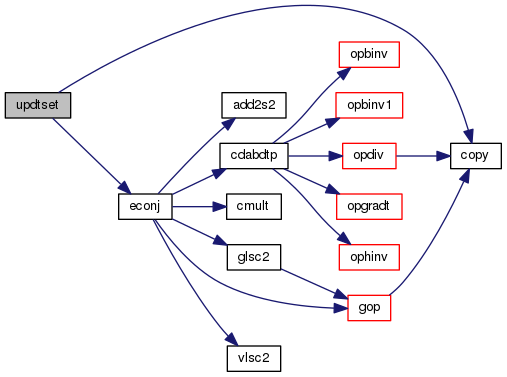 updtset
econj
add2s2
cdabdtp
cmult
glsc2
vlsc2
opbinv
opbinv1
opdiv
opgradt
ophinv
gop
copy